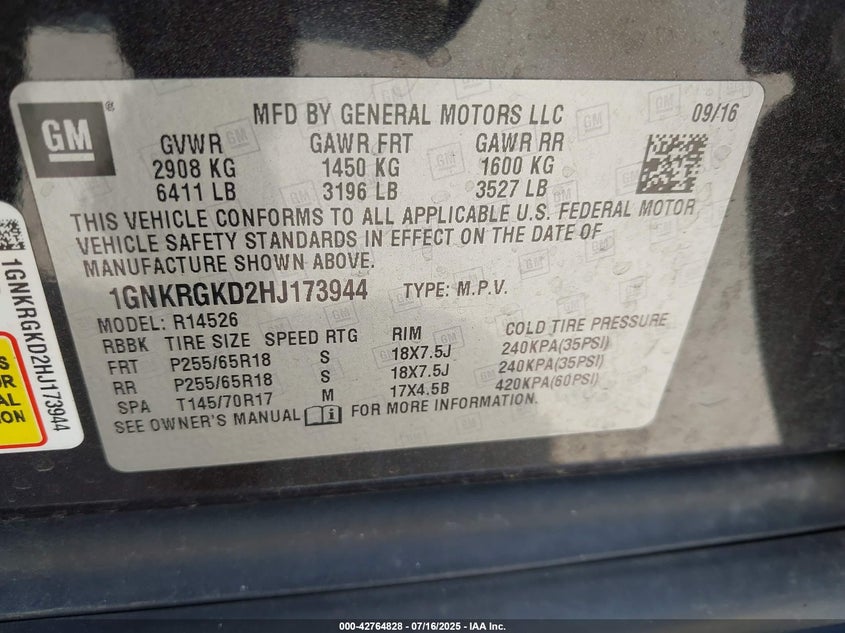 GM
®
MFD BY GENERAL MOTORS LLC
09/16
GVWR GAWR FRT GAWR RR
2908 KG 1450 KG 1600 KG
6411 LB 3196 LB 3527 LB
THIS VEHICLE CONFORMS TO ALL APPLICABLE U.S. FEDERAL MOTOR
VEHICLE SAFETY STANDARDS IN EFFECT ON THE DATE OF
MANUFACTURE SHOWN ABOVE.
1GNKRGKD2HJ173944 TYPE: M.P.V.
MODEL: R14526
RBBK TIRE SIZE SPEED RTG RIM COLD TIRE PRESSURE
FRT P255/65R18 S 18X7.5J 240KPA(35PSI)
RR P255/65R18 S 18X7.5J 240KPA(35PSI)
SPA T145/70R17 M 17X4.5B 420KPA(60PSI)
SEE OWNER'S MANUAL i FOR MORE INFORMATION.
1GNKRGKD2HJ173944
000-42764828 - 07/16/2025 - IAA Inc.